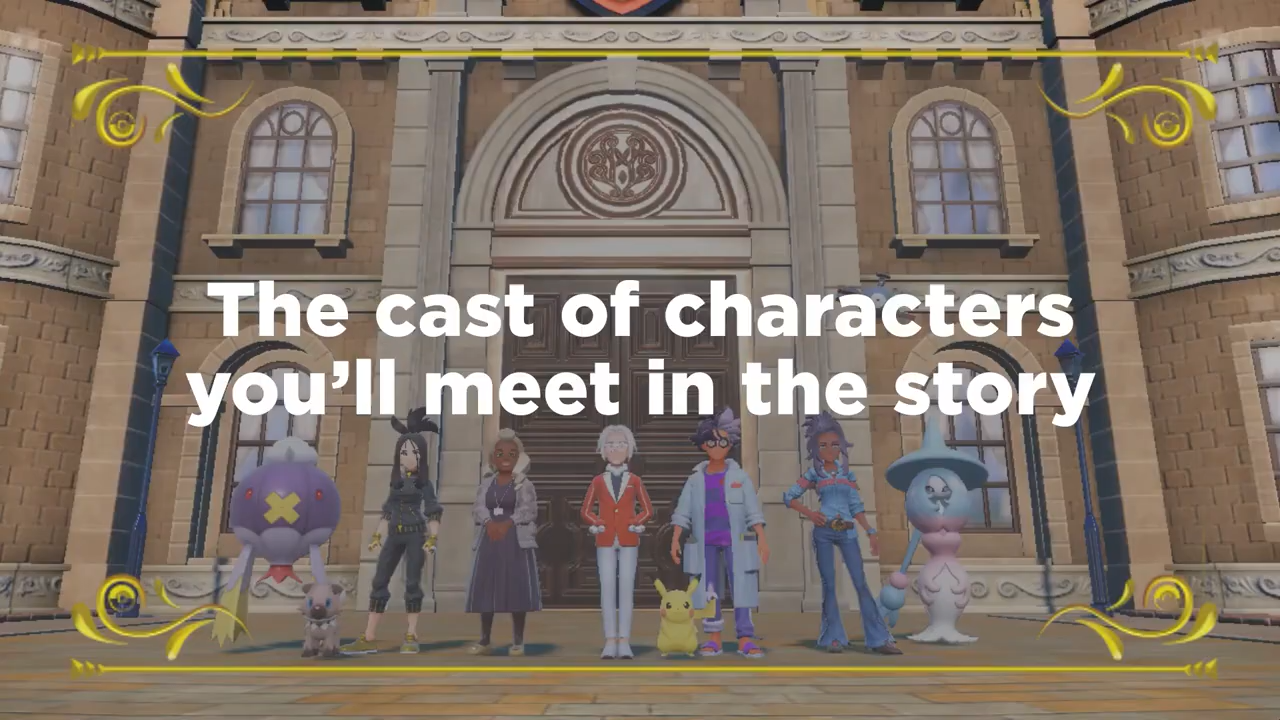 The cast of characters
you’ll meet in the story